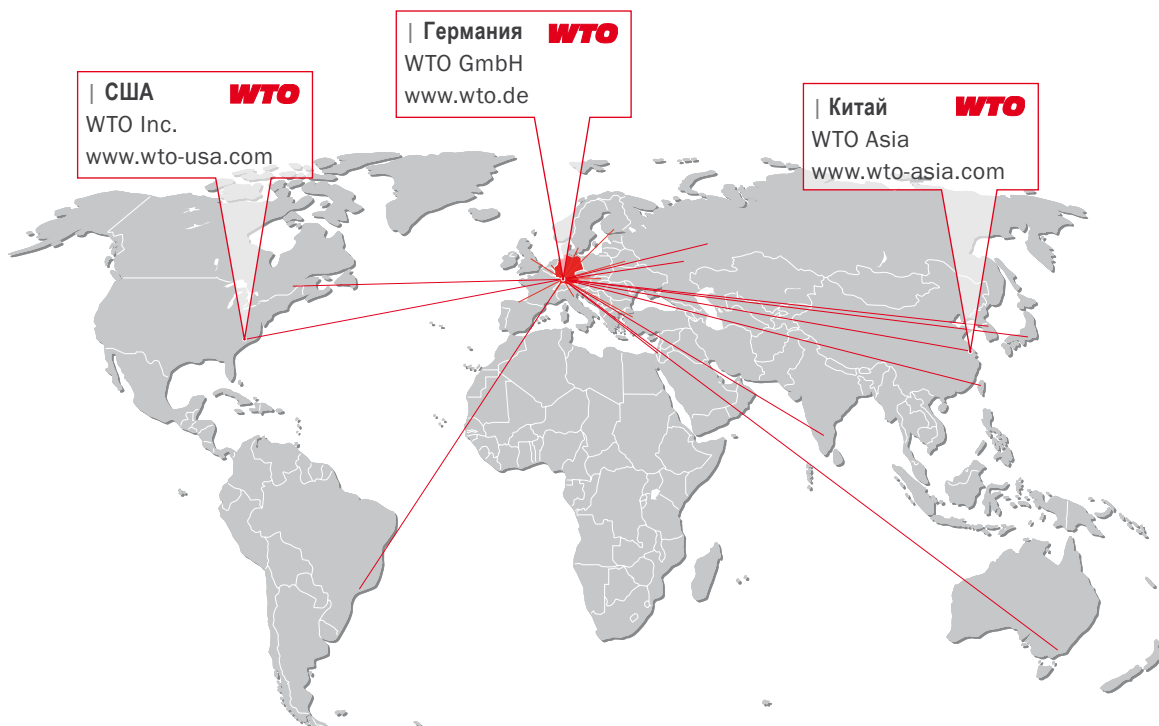 | Германия WTO
WTO GmbH
www.wto.de
| США WTO
WTO Inc.
www.wto-usa.com
| Китай WTO
WTO Asia
www.wto-asia.com